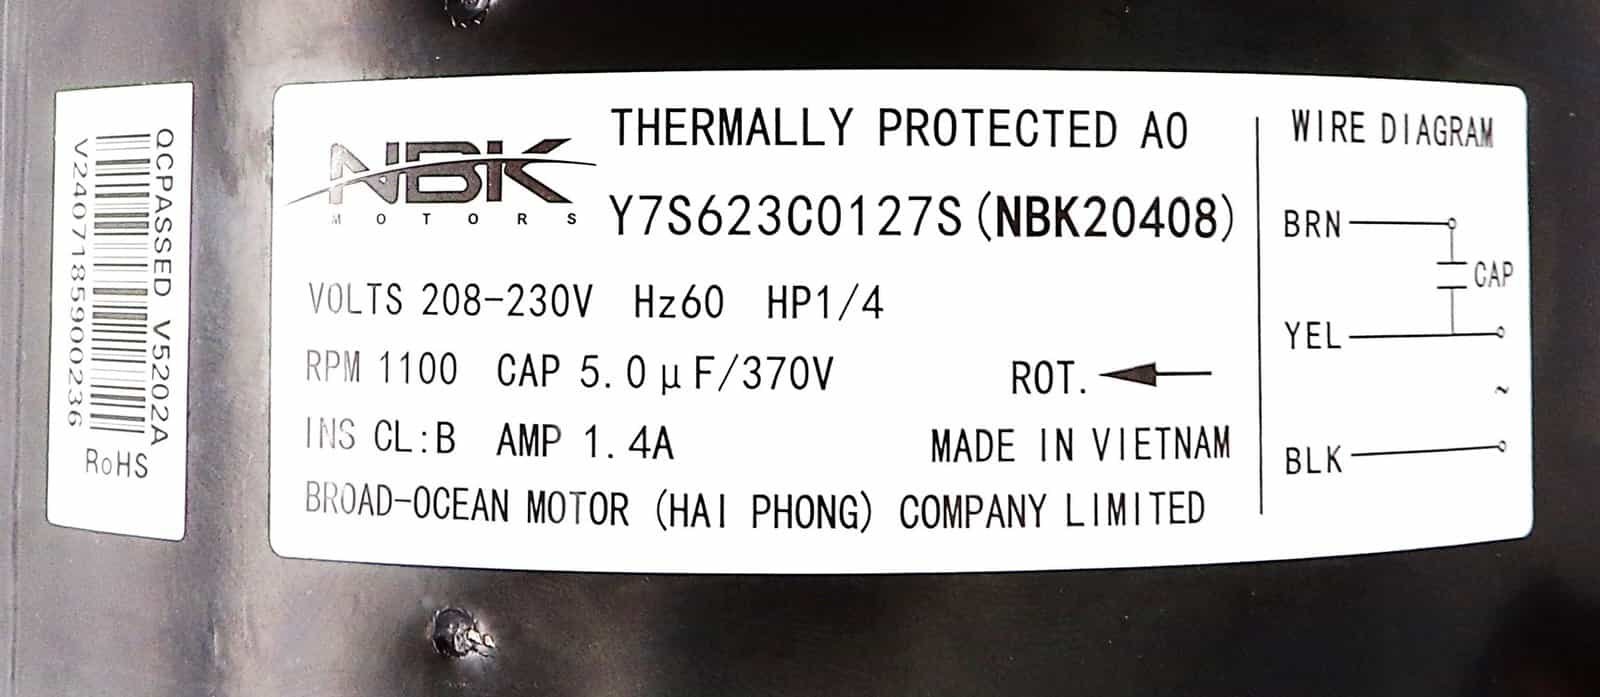 QCPASSED V5202A
V2407185900236
RoHS
NBK
MOTORS
THERMALLY PROTECTED AO
Y7S623C0127S (NBK20408)
VOLTS 208-230V Hz60 HP1/4
RPM 1100 CAP 5.0μF/370V ROT.
INS CL:B AMP 1.4A MADE IN VIETNAM
BROAD-OCEAN MOTOR (HAI PHONG) COMPANY LIMITED
WIRE DIAGRAM
BRN
CAP
YEL
~
BLK